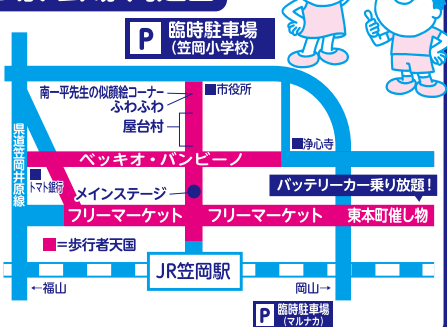 P 臨時駐車場
(笠岡小学校)
南一平先生の似顔絵コーナー
ふわふわ
屋台村
■市役所
県道笠岡井原線
ベッキオ・バンビーノ
■浄心寺
トマト銀行
メインステージ
バッテリーカー乗り放題！
フリーマーケット
フリーマーケット
東本町催し物
■=歩行者天国
JR笠岡駅
←福山
岡山→
P 臨時駐車場
(マルナカ)